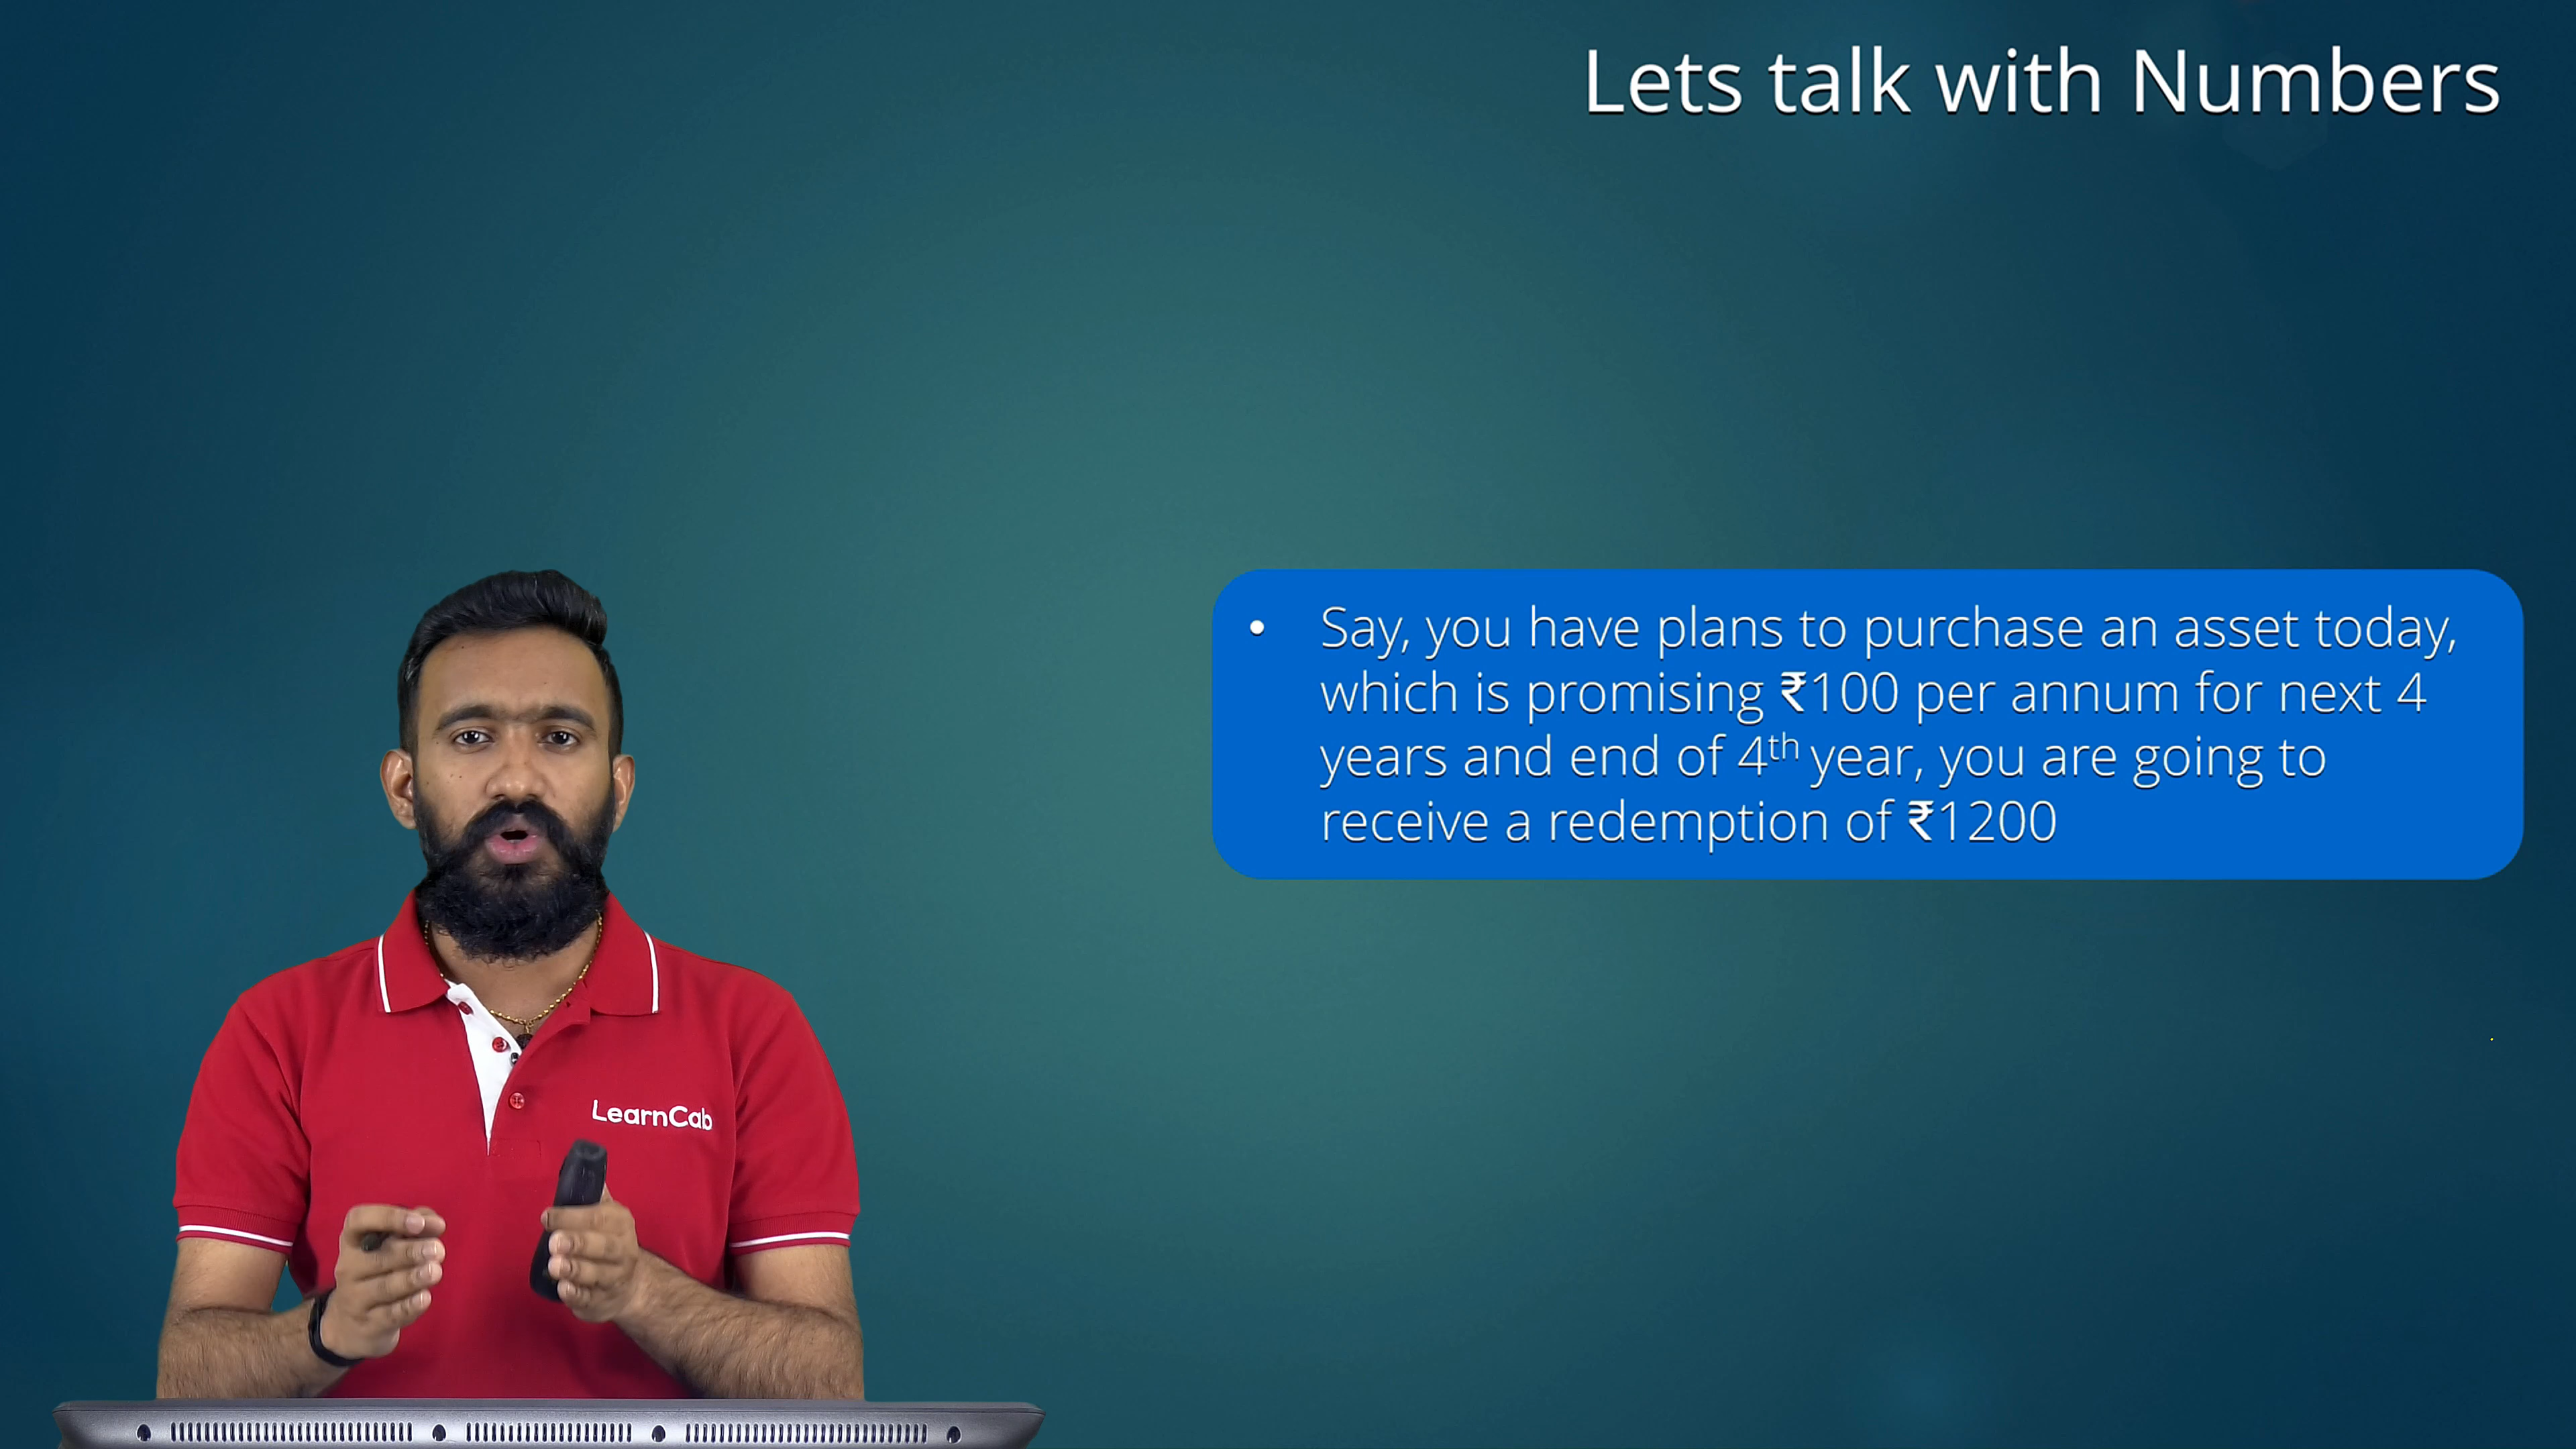 Lets talk with Numbers
• Say, you have plans to purchase an asset today,
which is promising ₹100 per annum for next 4
years and end of 4th year, you are going to
receive a redemption of ₹1200
LearnCab